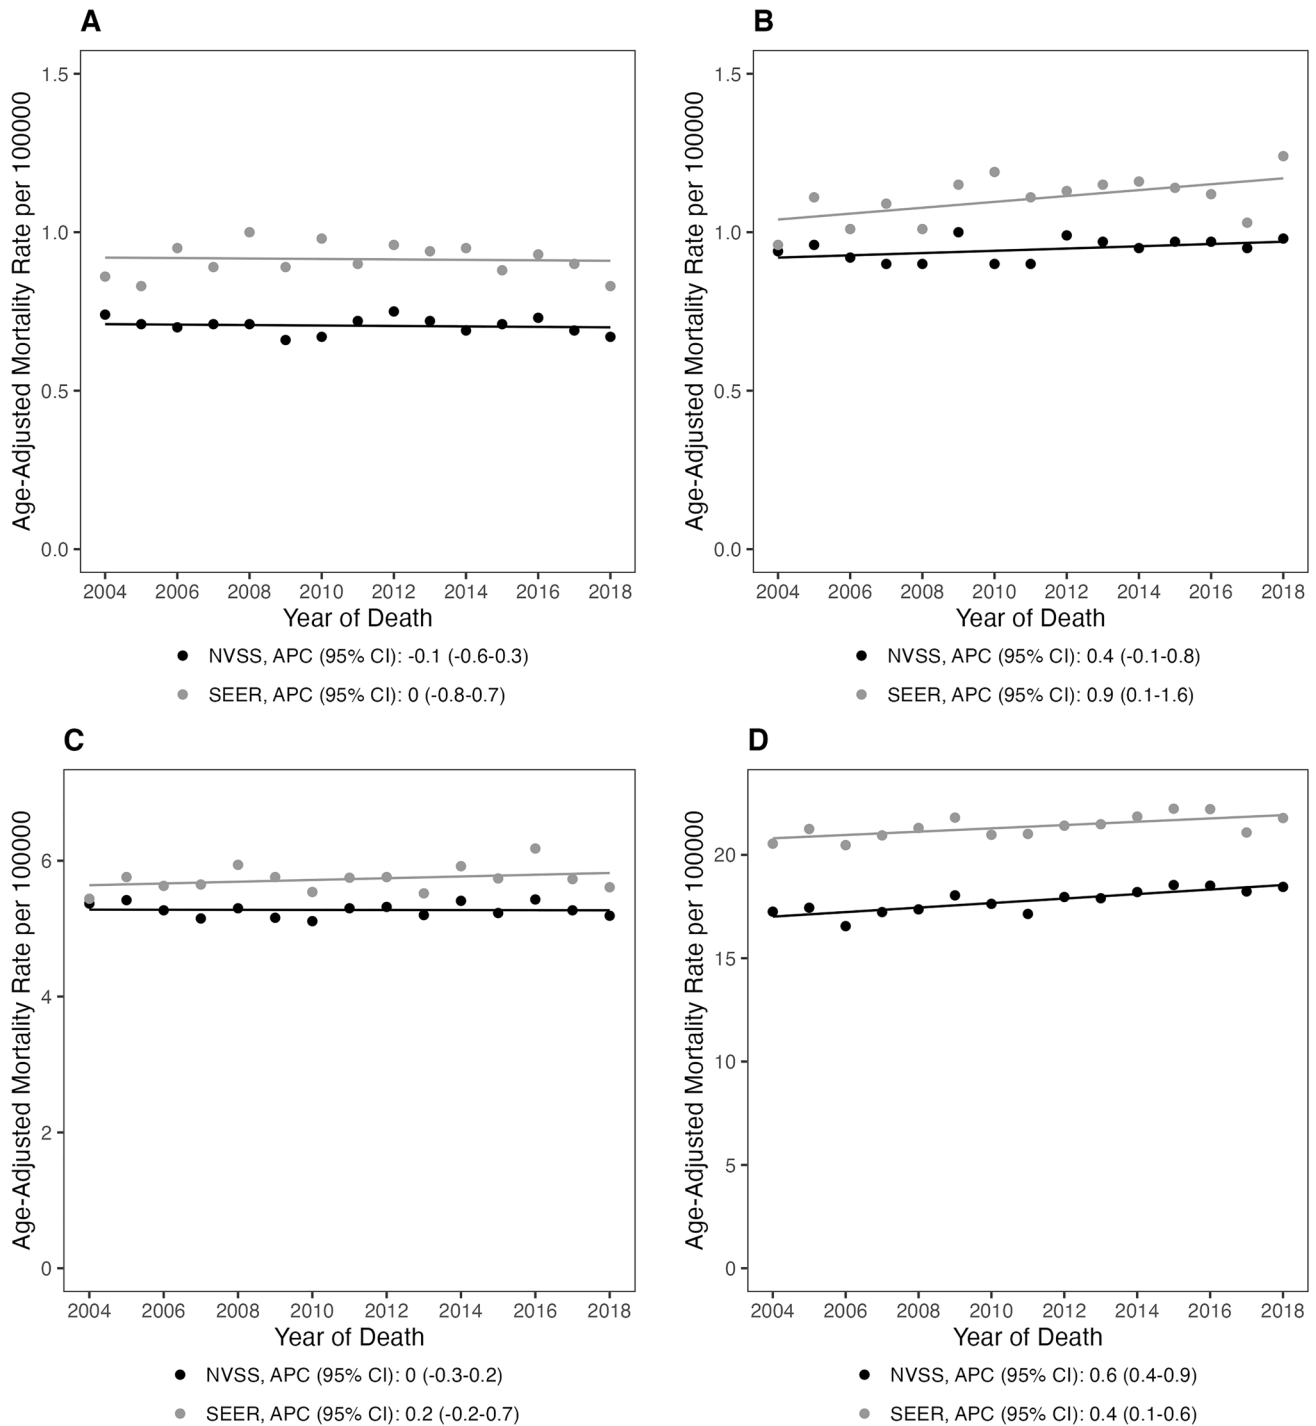 A
Age-Adjusted Mortality Rate per 100000
1.5
1.0
0.5
0.0
2004 2006 2008 2010 2012 2014 2016 2018
Year of Death
NVSS, APC (95% CI): -0.1 (-0.6-0.3)
SEER, APC (95% CI): 0 (-0.8-0.7)
B
Age-Adjusted Mortality Rate per 100000
1.5
1.0
0.5
0.0
2004 2006 2008 2010 2012 2014 2016 2018
Year of Death
NVSS, APC (95% CI): 0.4 (-0.1-0.8)
SEER, APC (95% CI): 0.9 (0.1-1.6)
C
Age-Adjusted Mortality Rate per 100000
6
4
2
0
2004 2006 2008 2010 2012 2014 2016 2018
Year of Death
NVSS, APC (95% CI): 0 (-0.3-0.2)
SEER, APC (95% CI): 0.2 (-0.2-0.7)
D
Age-Adjusted Mortality Rate per 100000
20
15
10
5
0
2004 2006 2008 2010 2012 2014 2016 2018
Year of Death
NVSS, APC (95% CI): 0.6 (0.4-0.9)
SEER, APC (95% CI): 0.4 (0.1-0.6)